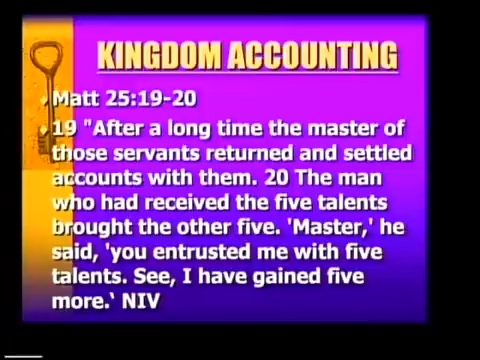 KINGDOM ACCOUNTING
Matt 25:19-20
19 "After a long time the master of
those servants returned and settled
accounts with them. 20 The man
who had received the five talents
brought the other five. 'Master,' he
said, 'you entrusted me with five
talents. See, I have gained five
more.' NIV